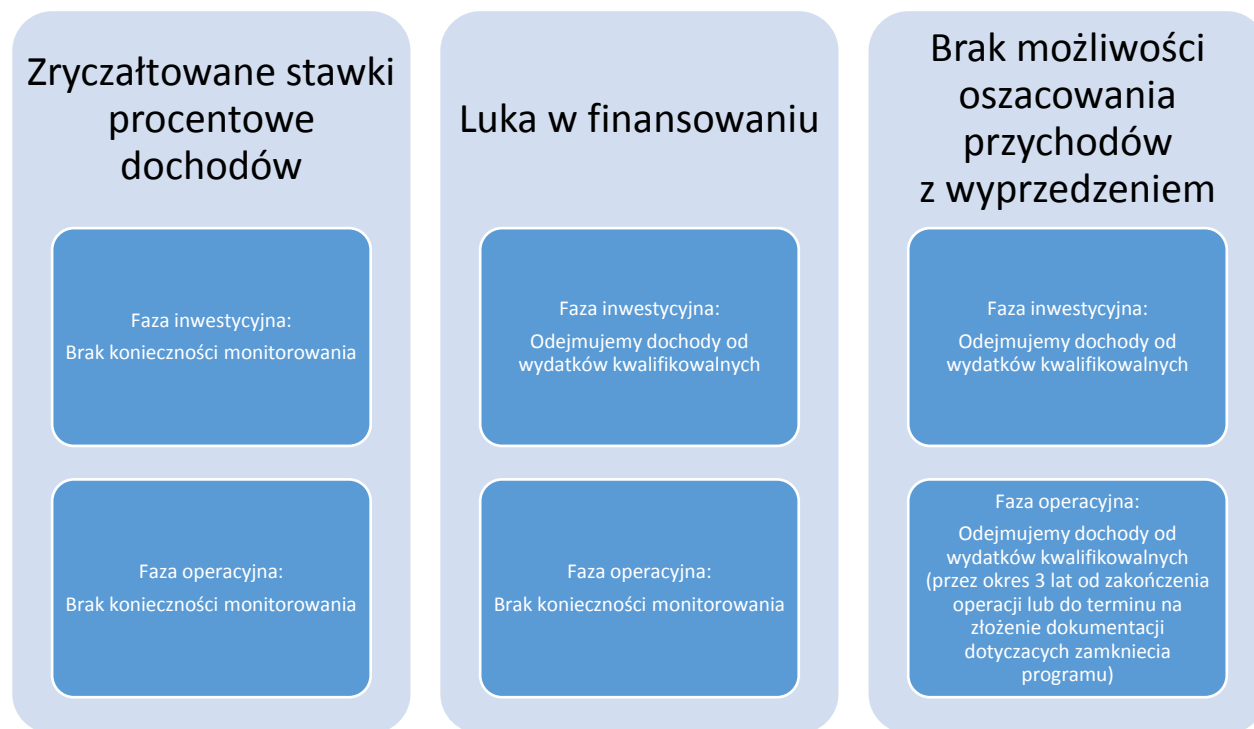 Zryczałtowane stawki
procentowe
dochodów
Faza inwestycyjna:
Brak konieczności monitorowania
Faza operacyjna:
Brak konieczności monitorowania
Luka w finansowaniu
Faza inwestycyjna:
Odejmujemy dochody od
wydatków kwalifikowalnych
Faza operacyjna:
Brak konieczności monitorowania
Brak możliwości
oszacowania
przychodów
z wyprzedzeniem
Faza inwestycyjna:
Odejmujemy dochody od
wydatków kwalifikowalnych
Faza operacyjna:
Odejmujemy dochody od
wydatków kwalifikowalnych
(przez okres 3 lat od zakończenia
operacji lub do terminu na
złożenie dokumentacji
dotyczacych zamkniecia
programu)